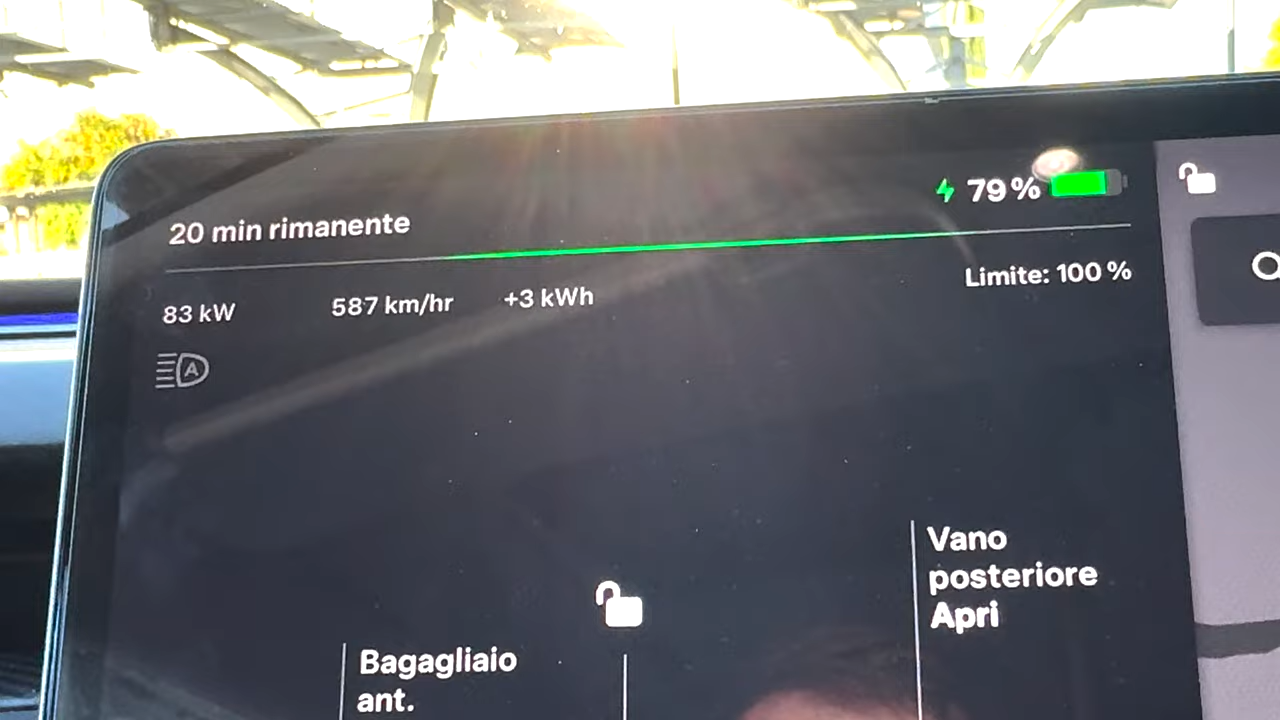 79 %
20 min rimanente
Limite: 100 %
83 kW
587 km/hr
+3 kWh
A
Vano
posteriore
Apri
Bagagliaio
ant.